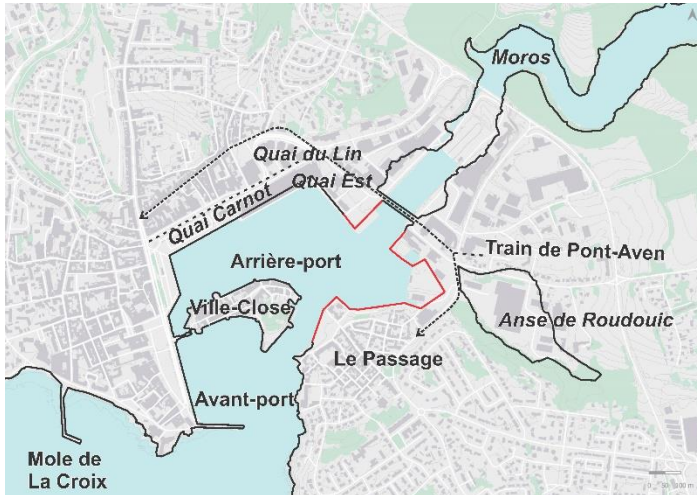 Moros
Quai du Lin
Quai Est
Quai Carnot
Train de Pont-Aven
Arrière-port
Ville-Close
Anse de Roudouic
Le Passage
Avant-port
Mole de
La Croix